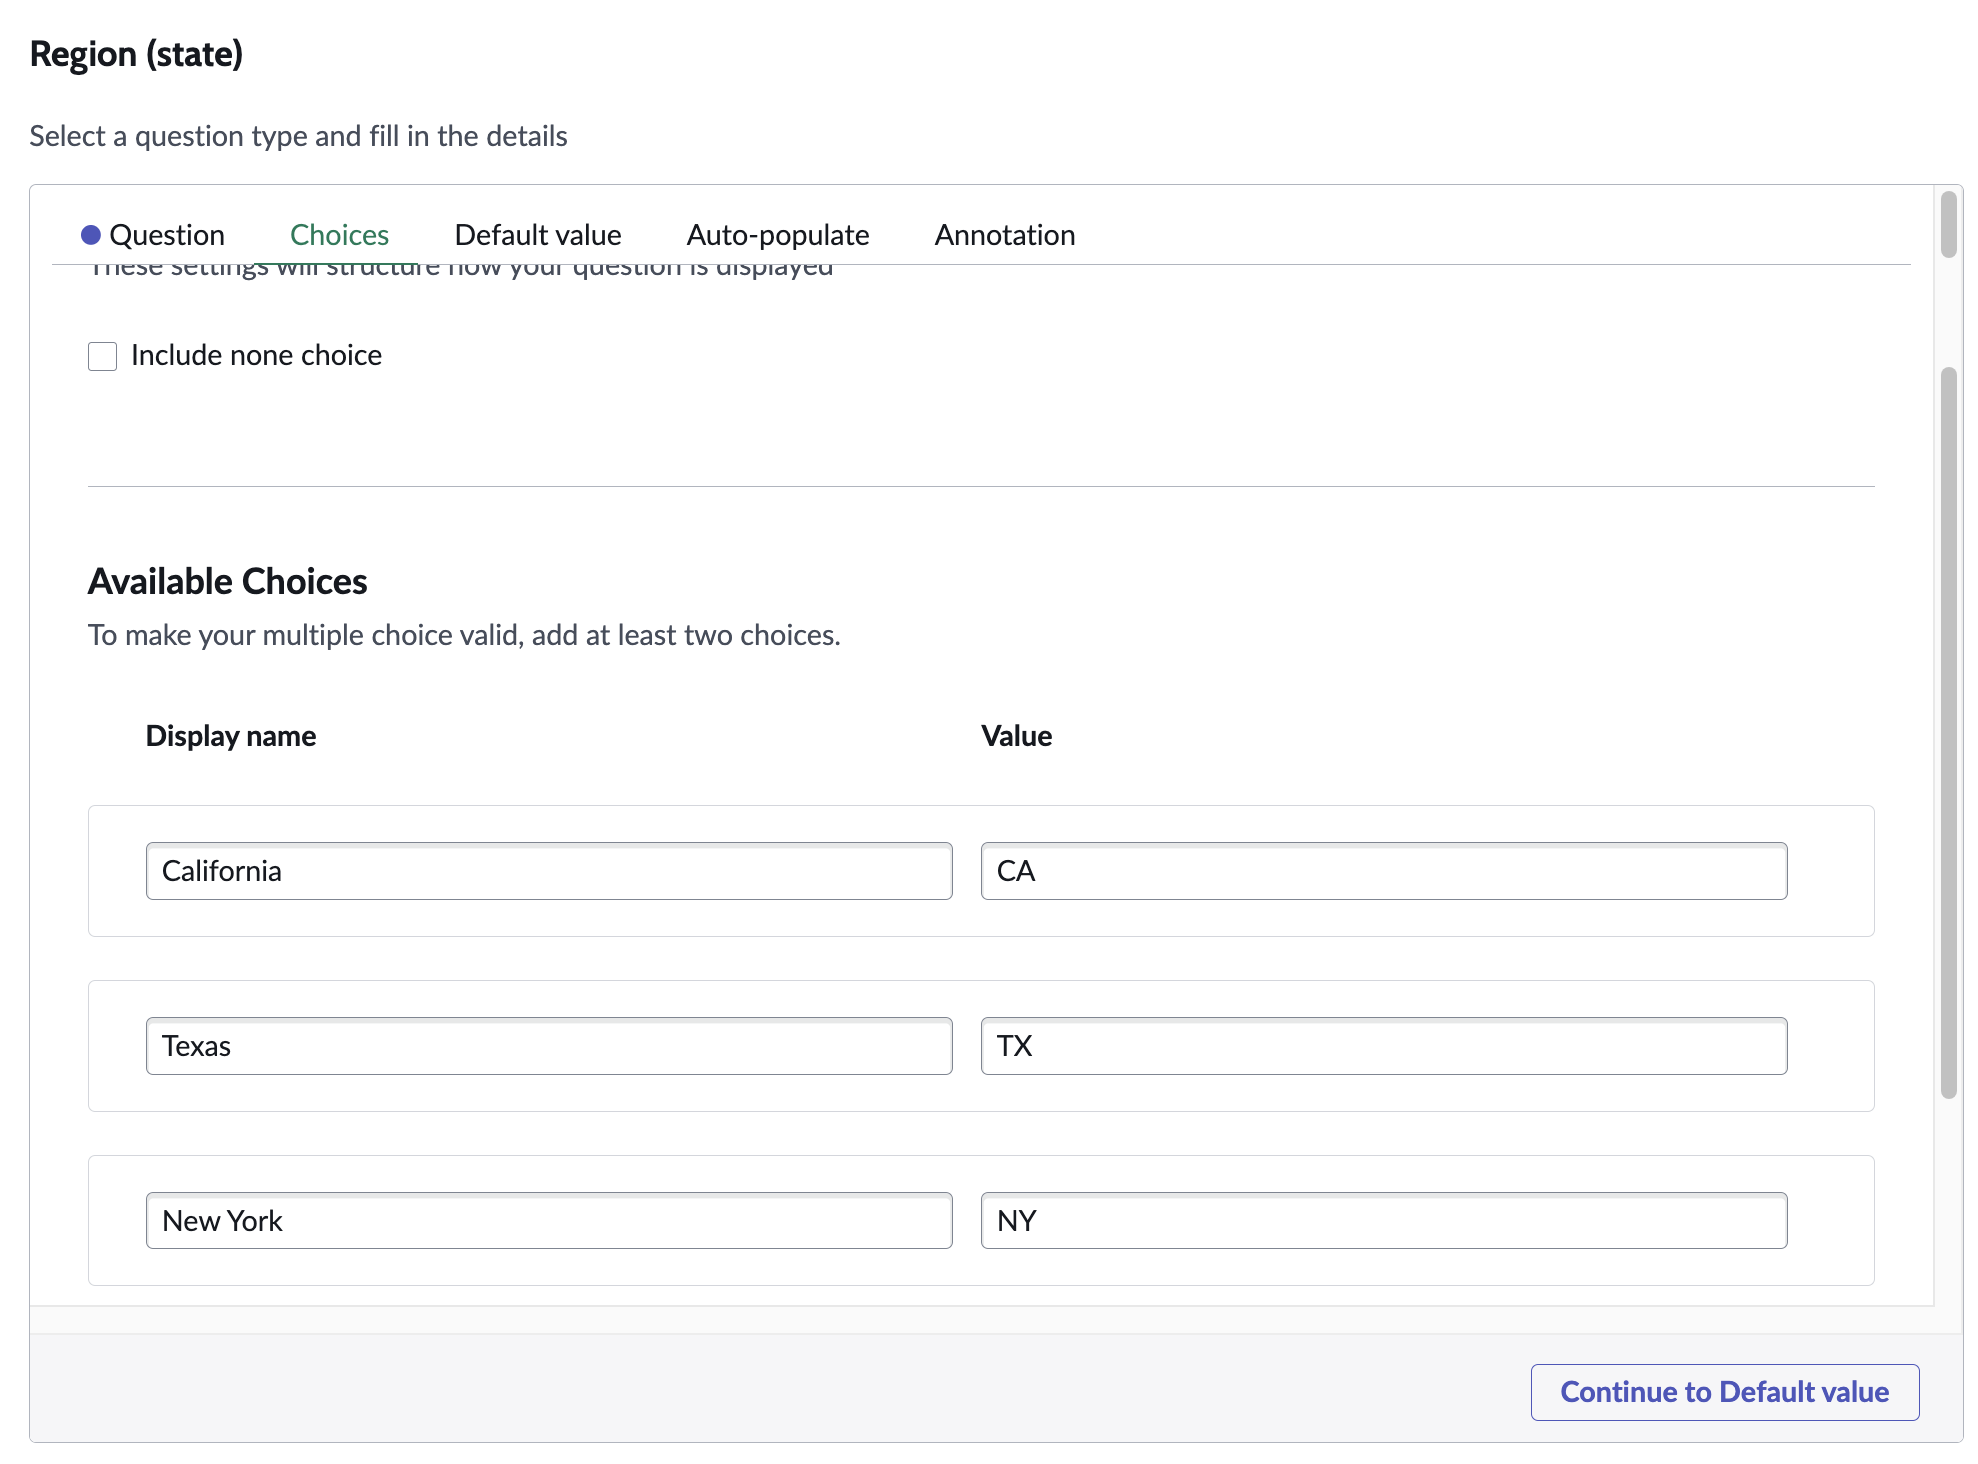 Region (state)
Select a question type and fill in the details
Question Choices Default value Auto-populate Annotation
These settings will structure how your question is displayed
Include none choice
Available Choices
To make your multiple choice valid, add at least two choices.
Display name Value
California CA
Texas TX
New York NY
Continue to Default value